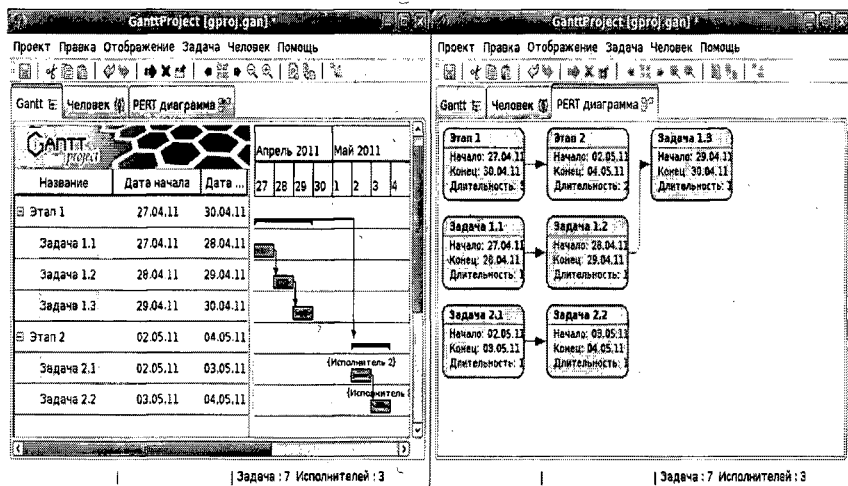 GanttProject [gproj.gan] *
Проект Правка Отображение Задача Человек Помощь
Gantt Человек PERT диаграмма
GANTT project
Апрель 2011 Май 2011
Название Дата начала Дата ... 27 28 29 30 1 2 3 4
Этап 1 27.04.11 30.04.11
Задача 1.1 27.04.11 28.04.11
Задача 1.2 28.04.11 29.04.11
Задача 1.3 29.04.11 30.04.11
Этап 2 02.05.11 04.05.11
{Исполнитель 2}
Задача 2.1 02.05.11 03.05.11
{Исполнитель
Задача 2.2 03.05.11 04.05.11
Задача : 7 Исполнителей : 3
GanttProject [gproj.gan] *
Проект Правка Отображение Задача Человек Помощь
Gantt Человек PERT диаграмма
Этап 1
Начало: 27.04.11
Конец: 30.04.11
Длительность: 3
Этап 2
Начало: 02.05.11
Конец: 04.05.11
Длительность: 2
Задача 1.3
Начало: 29.04.11
Конец: 30.04.11
Длительность: 1
Задача 1.1
Начало: 27.04.11
Конец: 28.04.11
Длительность: 1
Задача 1.2
Начало: 28.04.11
Конец: 29.04.11
Длительность: 1
Задача 2.1
Начало: 02.05.11
Конец: 03.05.11
Длительность: 1
Задача 2.2
Начало: 03.05.11
Конец: 04.05.11
Длительность: 1
Задача : 7 Исполнителей : 3